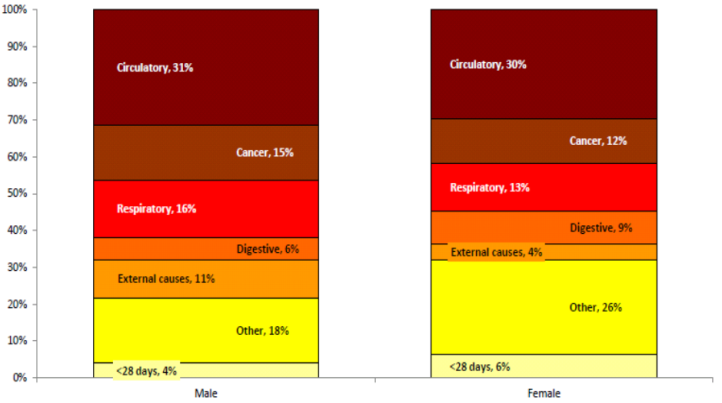 100%
90%
80%
70%
60%
50%
40%
30%
20%
10%
0%
Circulatory, 31%
Cancer, 15%
Respiratory, 16%
Digestive, 6%
External causes, 11%
Other, 18%
<28 days, 4%
Circulatory, 30%
Cancer, 12%
Respiratory, 13%
Digestive, 9%
External causes, 4%
Other, 26%
<28 days, 6%
Male
Female